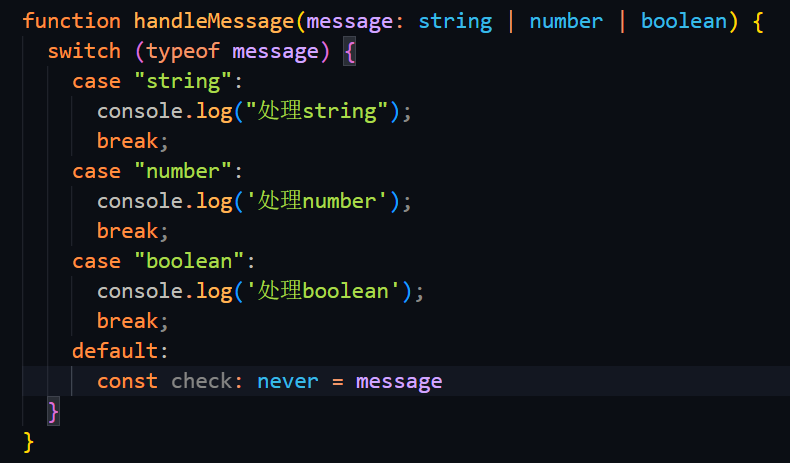 function handleMessage(message: string | number | boolean) {
  switch (typeof message) {
    case "string":
      console.log("处理string");
      break;
    case "number":
      console.log('处理number');
      break;
    case "boolean":
      console.log('处理boolean');
      break;
    default:
      const check: never = message
  }
}